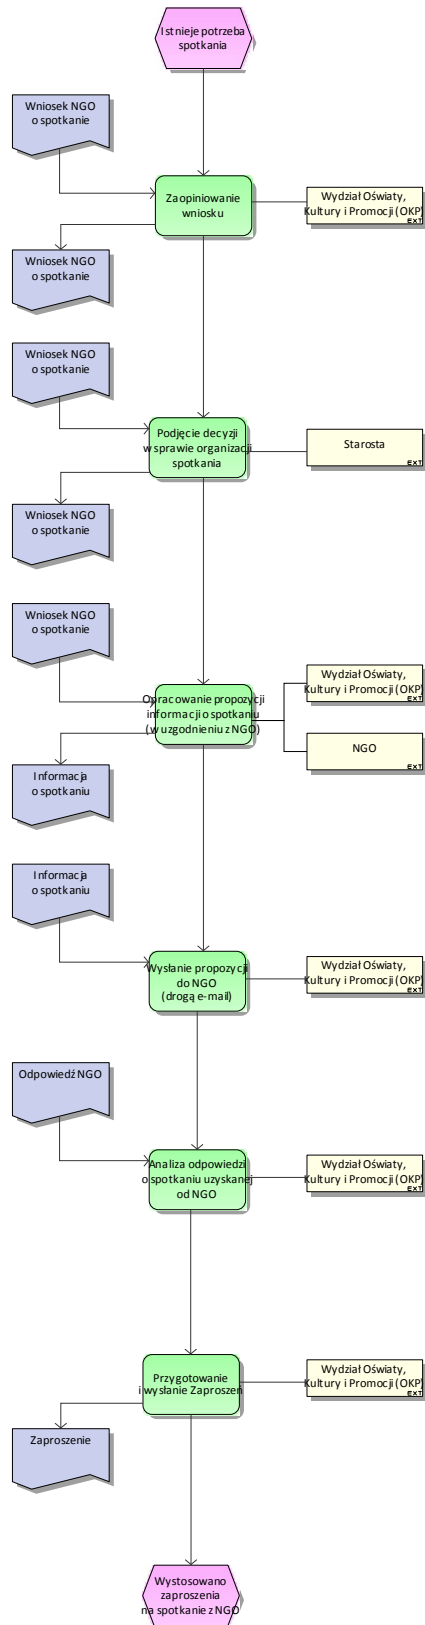 Istnieje potrzeba
spotkania
Wniosek NGO
o spotkanie
Zaopiniowanie
wniosku
Wydział Oświaty,
Kultury i Promocji (OKP)
EXT
Wniosek NGO
o spotkanie
Wniosek NGO
o spotkanie
Podjęcie decyzji
w sprawie organizacji
spotkania
Starosta
EXT
Wniosek NGO
o spotkanie
Wniosek NGO
o spotkanie
Opracowanie propozycji
informacji o spotkaniu
(w uzgodnieniu z NGO)
Wydział Oświaty,
Kultury i Promocji (OKP)
EXT
NGO
EXT
Informacja
o spotkaniu
Informacja
o spotkaniu
Wysłanie propozycji
do NGO
(drogą e-mail)
Wydział Oświaty,
Kultury i Promocji (OKP)
EXT
Odpowiedź NGO
Analiza odpowiedzi
o spotkaniu uzyskanej
od NGO
Wydział Oświaty,
Kultury i Promocji (OKP)
EXT
Przygotowanie
i wysłanie Zaproszeń
Wydział Oświaty,
Kultury i Promocji (OKP)
EXT
Zaproszenie
Wystosowano
zaproszenia
na spotkanie z NGO